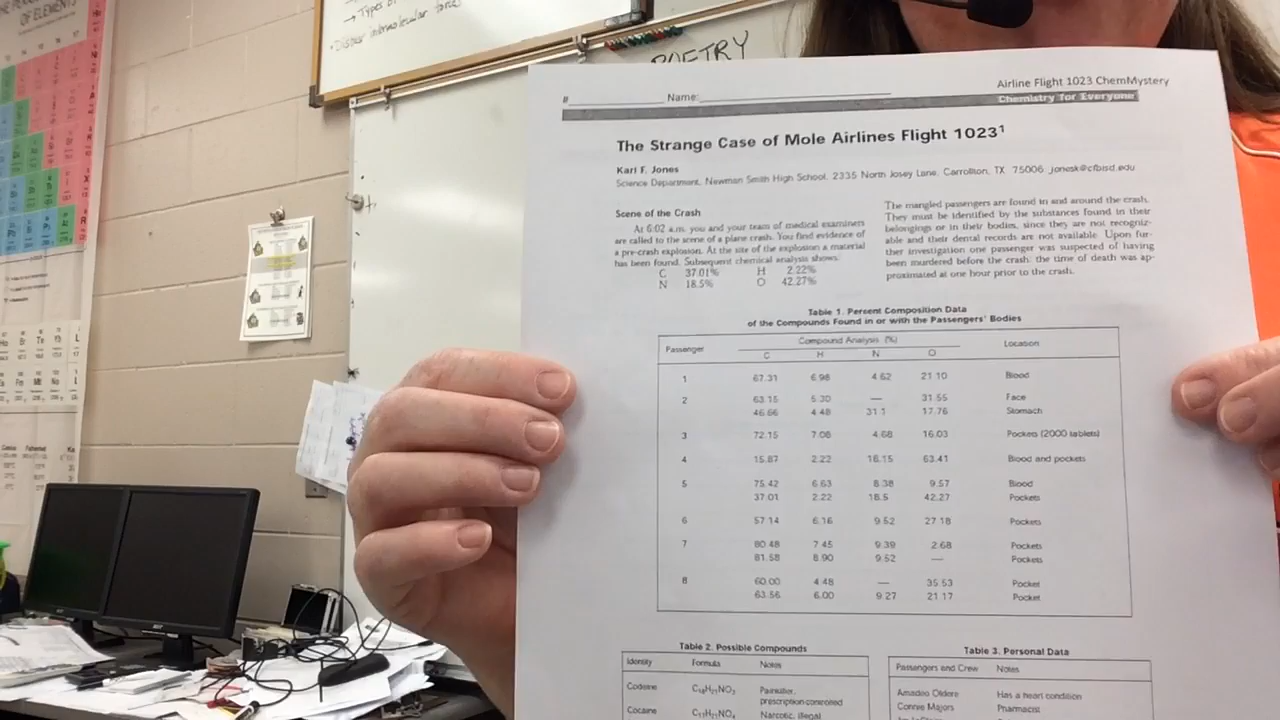 THE PERIODIC
OF ELEMENTS
→ Types of
• Discuss intermolecular force
POETRY
Airline Flight 1023 ChemMystery
# Name:
Chemistry for Everyone
The Strange Case of Mole Airlines Flight 1023¹
Karl F. Jones
Science Department, Newman Smith High School, 2335 North Josey Lane, Carrollton, TX 75006 jonesk@cfbisd.edu
Scene of the Crash
At 6:02 a.m. you and your team of medical examiners
are called to the scene of a plane crash. You find evidence of
a pre-crash explosion. At the site of the explosion a material
has been found. Subsequent chemical analysis shows:
C 37.01% H 2.22%
N 18.5% O 42.27%
The mangled passengers are found in and around the crash.
They must be identified by the substances found in their
belongings or in their bodies, since they are not recogniz-
able and their dental records are not available. Upon fur-
ther investigation one passenger was suspected of having
been murdered before the crash; the time of death was ap-
proximated at one hour prior to the crash.
Table 1. Percent Composition Data
of the Compounds Found in or with the Passengers' Bodies
Passenger Compound Analysis (%) Location
C H N O
1 67.31 6.98 4.62 21.10 Blood
2 63.15 5.30 — 31.55 Face
46.66 4.48 31.1 17.76 Stomach
3 72.15 7.08 4.68 16.03 Pockets (2000 tablets)
4 15.87 2.22 16.15 63.41 Blood and pockets
5 75.42 6.63 8.38 9.57 Blood
37.01 2.22 18.5 42.27 Pockets
6 57.14 6.16 9.52 27.18 Pockets
7 80.48 7.45 9.39 2.68 Pockets
81.58 8.90 9.52 — Pockets
8 60.00 4.48 — 35.53 Pocket
63.56 6.00 9.27 21.17 Pocket
Table 2. Possible Compounds
Identity Formula Notes
Codeine C₁₈H₂₁NO₃ Painkiller,
prescription controlled
Cocaine C₁₇H₂₁NO₄ Narcotic, illegal
Table 3. Personal Data
Passengers and Crew Notes
Amadeo Oldere Has a heart condition
Connie Majors Pharmacist